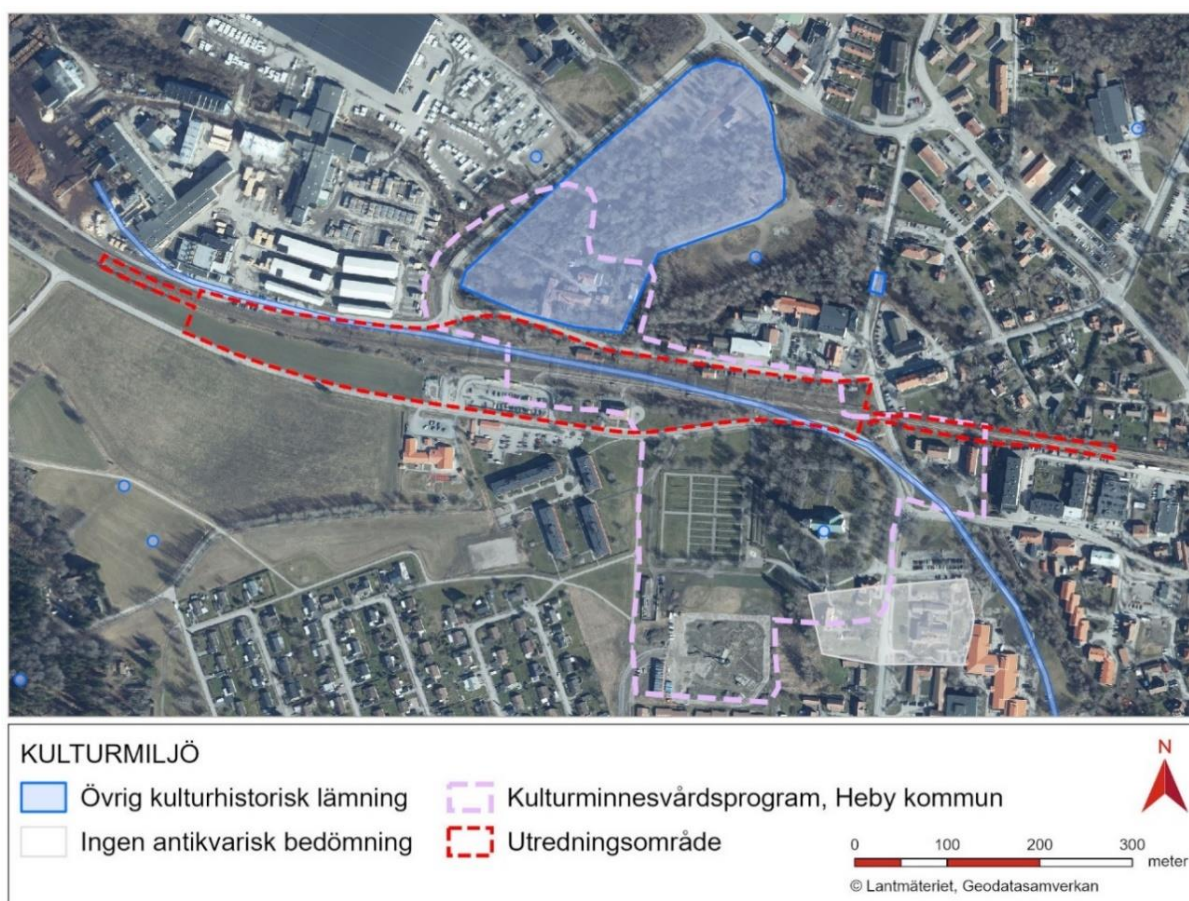 KULTURMILJÖ
Övrig kulturhistorisk lämning
Ingen antikvarisk bedömning
Kulturminnesvårdsprogram, Heby kommun
Utredningsområde
N
0 100 200 300
meter
© Lantmäteriet, Geodatasamverkan